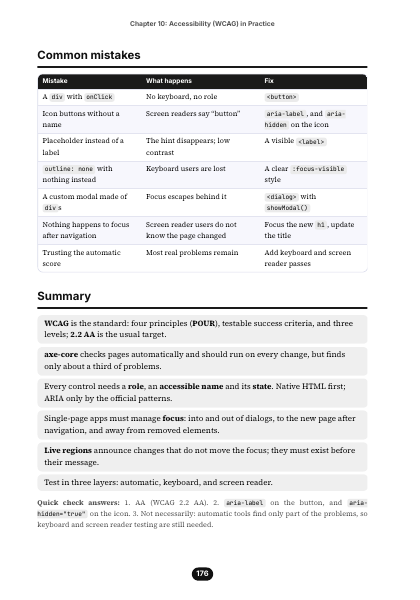 Chapter 10: Accessibility (WCAG) in Practice
Common mistakes
Mistake What happens Fix
A div with onClick No keyboard, no role <button>
Icon buttons without a Screen readers say “button” aria-label, and aria-
name hidden on the icon
Placeholder instead of a The hint disappears; low A visible <label>
label contrast
outline: none with Keyboard users are lost A clear :focus-visible
nothing instead style
A custom modal made of Focus escapes behind it <dialog> with
div s showModal()
Nothing happens to focus Screen reader users do not Focus the new h1, update
after navigation know the page changed the title
Trusting the automatic Most real problems remain Add keyboard and screen
score reader passes
Summary
WCAG is the standard: four principles (POUR), testable success criteria, and three
levels; 2.2 AA is the usual target.
axe-core checks pages automatically and should run on every change, but finds
only about a third of problems.
Every control needs a role, an accessible name and its state. Native HTML first;
ARIA only by the official patterns.
Single-page apps must manage focus: into and out of dialogs, to the new page after
navigation, and away from removed elements.
Live regions announce changes that do not move the focus; they must exist before
their message.
Test in three layers: automatic, keyboard, and screen reader.
Quick check answers: 1. AA (WCAG 2.2 AA). 2. aria-label on the button, and aria-
hidden="true" on the icon. 3. Not necessarily: automatic tools find only part of the problems, so
keyboard and screen reader testing are still needed.
176